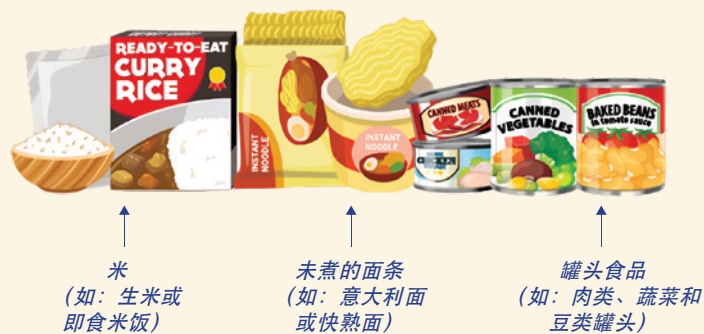 READY-TO-EAT
CURRY
RICE
INSTANT
NOODLE
INSTANT
NOODLE
CANNED MEATS
CHICKEN
CANNED
VEGETABLES
BAKED BEANS
in tomato sauce
米
（如：生米或
即食米饭）
未煮的面条
（如：意大利面
或快熟面）
罐头食品
（如：肉类、蔬菜和
豆类罐头）